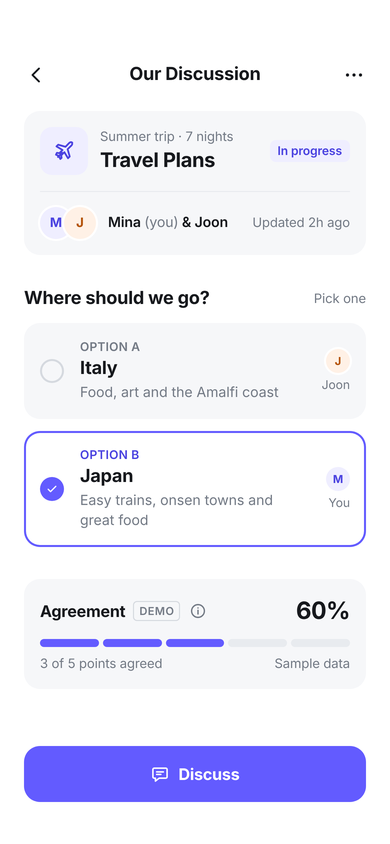 Our Discussion
Summer trip · 7 nights
Travel Plans
In progress
M J Mina (you) & Joon Updated 2h ago
Where should we go? Pick one
OPTION A
Italy
Food, art and the Amalfi coast
J
Joon
OPTION B
Japan
Easy trains, onsen towns and
great food
M
You
Agreement DEMO 60%
3 of 5 points agreed Sample data
Discuss